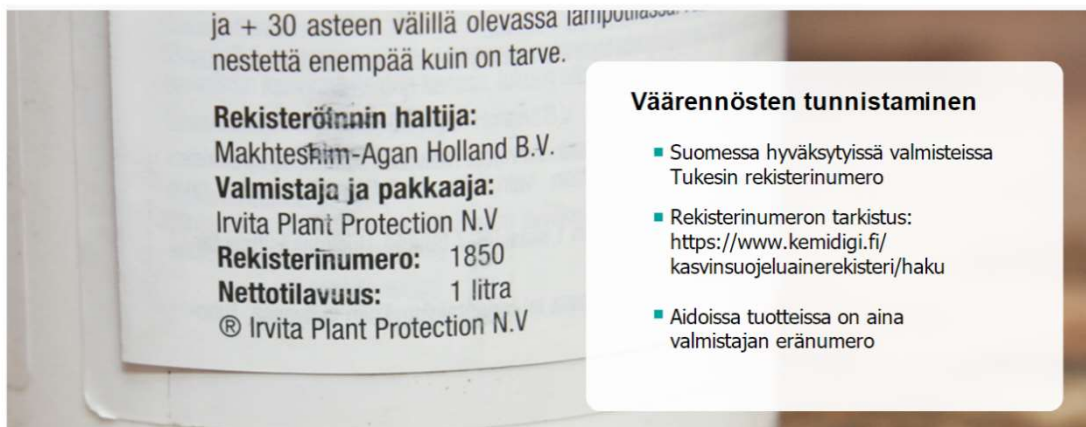 ja + 30 asteen välillä olevassa
nestettä enempää kuin on tarve.
Rekisteröinnin haltija:
Makhteshim-Agan Holland B.V.
Valmistaja ja pakkaaja:
Irvita Plant Protection N.V
Rekisterinumero: 1850
Nettotilavuus: 1 litra
® Irvita Plant Protection N.V
Väärennösten tunnistaminen
▪ Suomessa hyväksytyissä valmisteissa
Tukesin rekisterinumero
▪ Rekisterinumeron tarkistus:
https://www.kemidigi.fi/
kasvinsuojeluainerekisteri/haku
▪ Aidoissa tuotteissa on aina
valmistajan eränumero